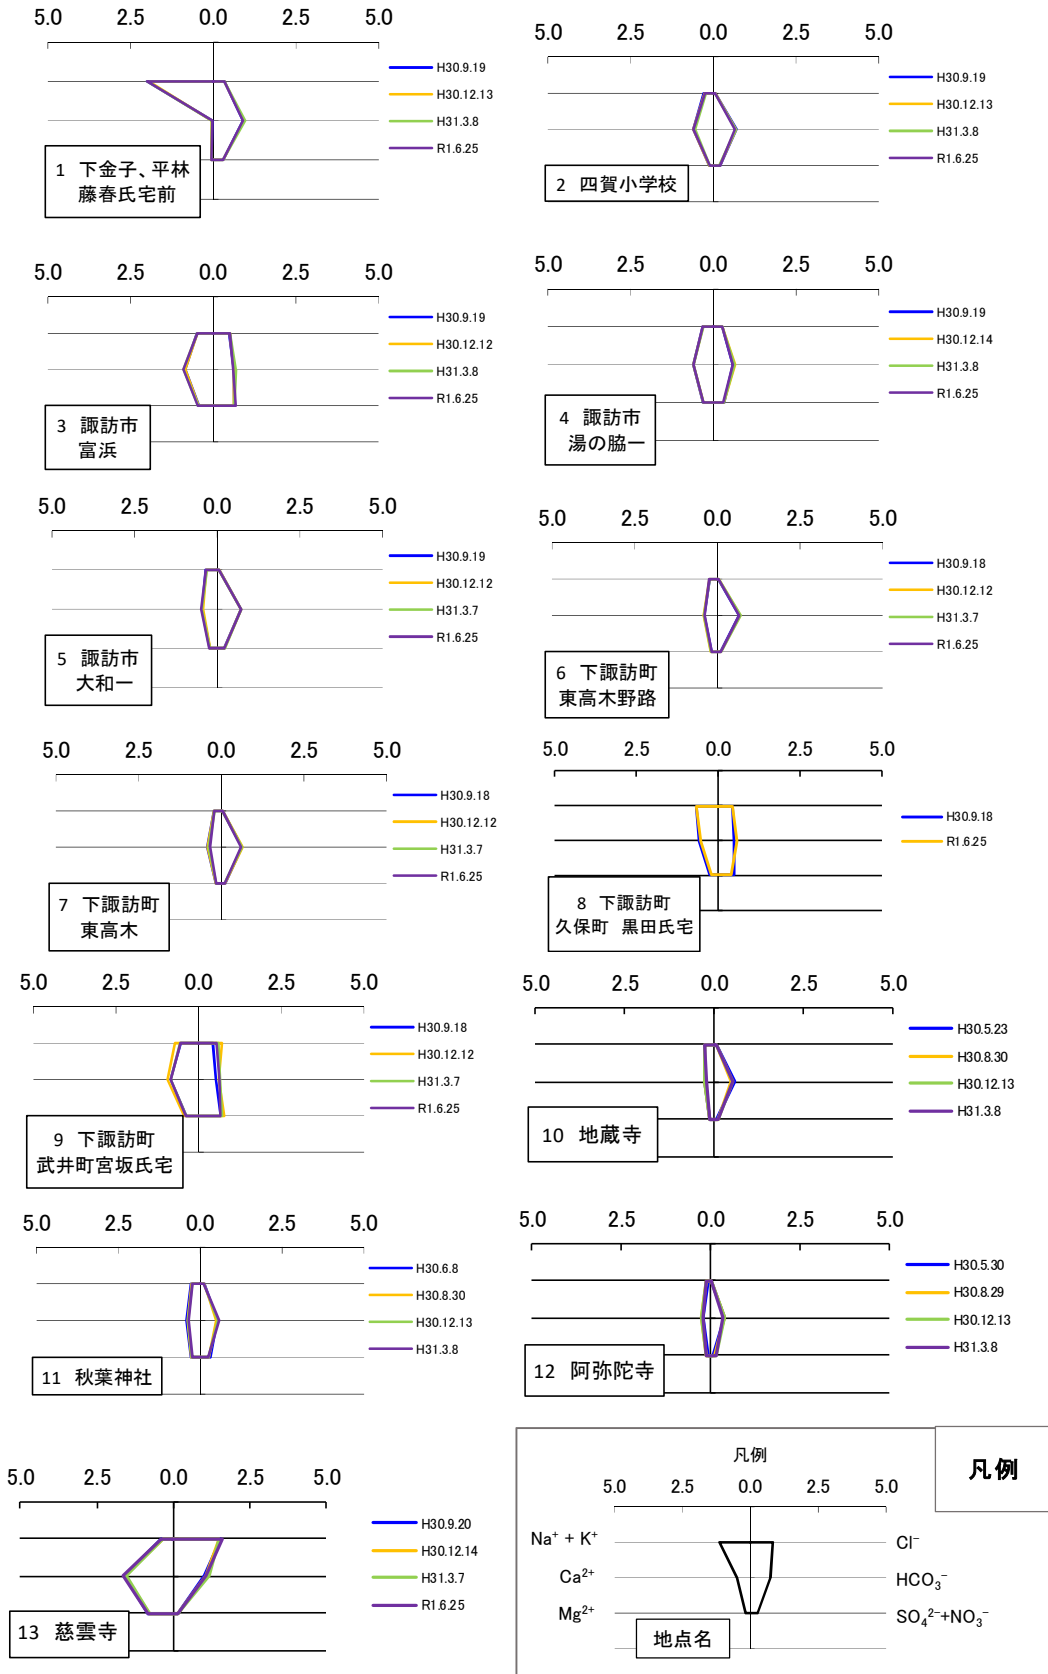 5.0 2.5 0.0 2.5 5.0
H30.9.19
H30.12.13
H31.3.8
R1.6.25
1 下金子、平林
藤春氏宅前
5.0 2.5 0.0 2.5 5.0
H30.9.19
H30.12.13
H31.3.8
R1.6.25
2 四賀小学校
5.0 2.5 0.0 2.5 5.0
H30.9.19
H30.12.12
H31.3.8
R1.6.25
3 諏訪市
富浜
5.0 2.5 0.0 2.5 5.0
H30.9.19
H30.12.14
H31.3.8
R1.6.25
4 諏訪市
湯の脇一
5.0 2.5 0.0 2.5 5.0
H30.9.19
H30.12.12
H31.3.7
R1.6.25
5 諏訪市
大和一
5.0 2.5 0.0 2.5 5.0
H30.9.18
H30.12.12
H31.3.7
R1.6.25
6 下諏訪町
東高木野路
5.0 2.5 0.0 2.5 5.0
H30.9.18
H30.12.12
H31.3.7
R1.6.25
7 下諏訪町
東高木
5.0 2.5 0.0 2.5 5.0
H30.9.18
R1.6.25
8 下諏訪町
久保町 黒田氏宅
5.0 2.5 0.0 2.5 5.0
H30.9.18
H30.12.12
H31.3.7
R1.6.25
9 下諏訪町
武井町宮坂氏宅
5.0 2.5 0.0 2.5 5.0
H30.5.23
H30.8.30
H30.12.13
H31.3.8
10 地蔵寺
5.0 2.5 0.0 2.5 5.0
H30.6.8
H30.8.30
H30.12.13
H31.3.8
11 秋葉神社
5.0 2.5 0.0 2.5 5.0
H30.5.30
H30.8.29
H30.12.13
H31.3.8
12 阿弥陀寺
5.0 2.5 0.0 2.5 5.0
H30.9.20
H30.12.14
H31.3.7
R1.6.25
13 慈雲寺
凡例
凡例
5.0 2.5 0.0 2.5 5.0
Na⁺ + K⁺ Cl⁻
Ca²⁺ HCO₃⁻
Mg²⁺ SO₄²⁻+NO₃⁻
地点名